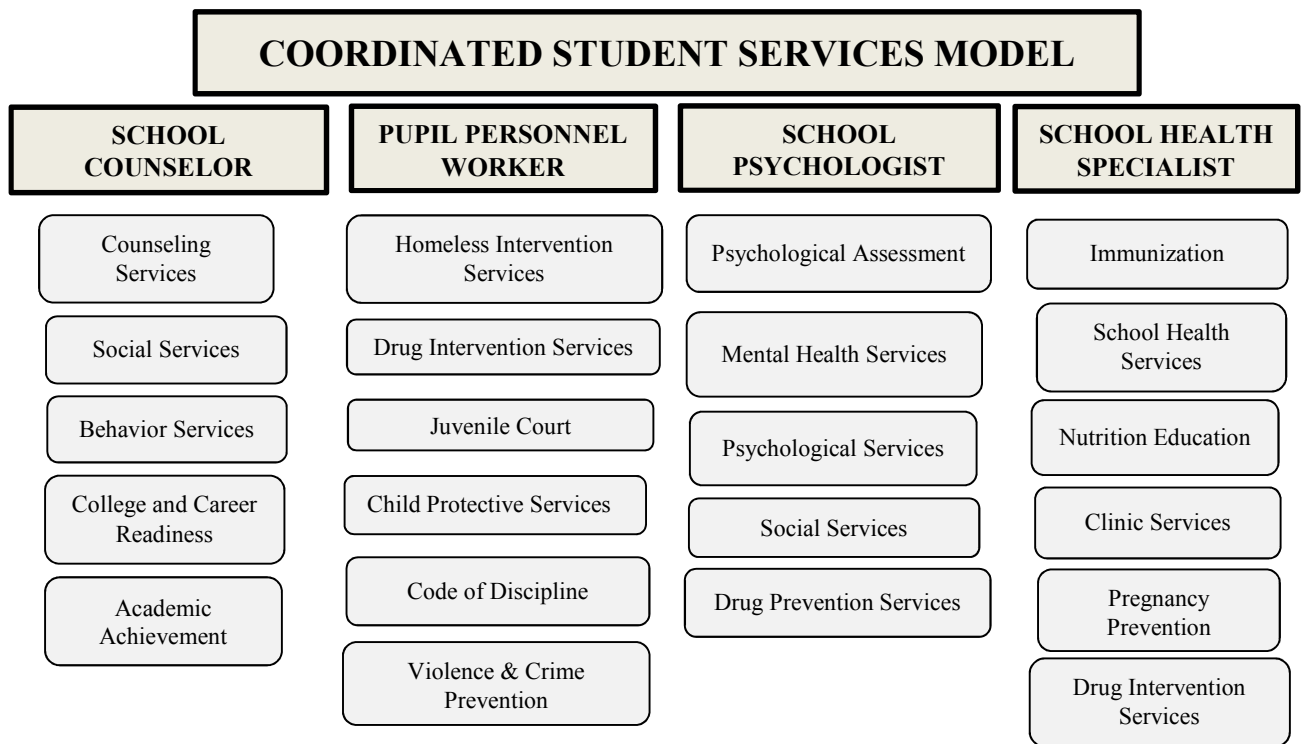 COORDINATED STUDENT SERVICES MODEL
SCHOOL
COUNSELOR
Counseling
Services
Social Services
Behavior Services
College and Career
Readiness
Academic
Achievement
PUPIL PERSONNEL
WORKER
Homeless Intervention
Services
Drug Intervention Services
Juvenile Court
Child Protective Services
Code of Discipline
Violence & Crime
Prevention
SCHOOL
PSYCHOLOGIST
Psychological Assessment
Mental Health Services
Psychological Services
Social Services
Drug Prevention Services
SCHOOL HEALTH
SPECIALIST
Immunization
School Health
Services
Nutrition Education
Clinic Services
Pregnancy
Prevention
Drug Intervention
Services